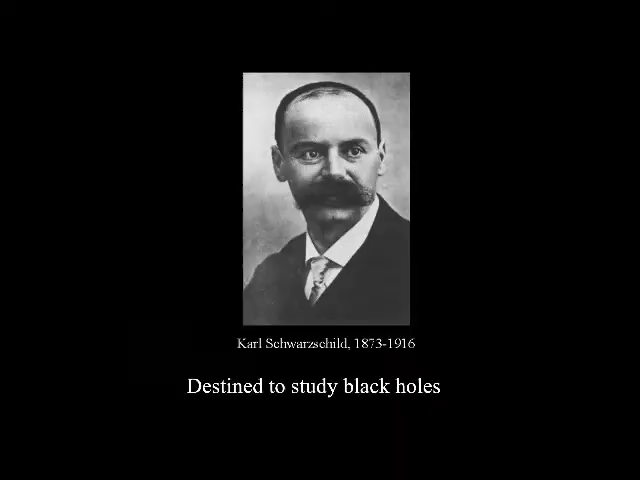 Karl Schwarzschild, 1873-1916
Destined to study black holes